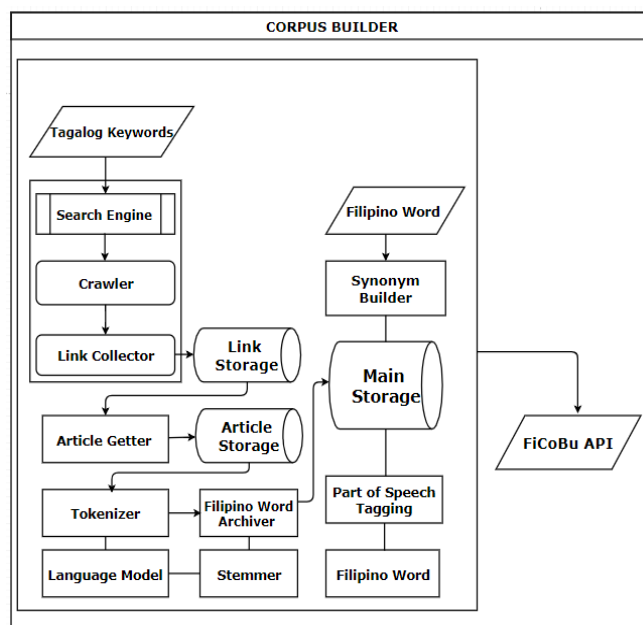 CORPUS BUILDER
Tagalog Keywords
Search Engine
Crawler
Link Collector
Link
Storage
Article Getter
Article
Storage
Tokenizer
Filipino Word
Archiver
Language Model
Stemmer
Filipino Word
Synonym
Builder
Main
Storage
Part of Speech
Tagging
Filipino Word
FiCoBu API